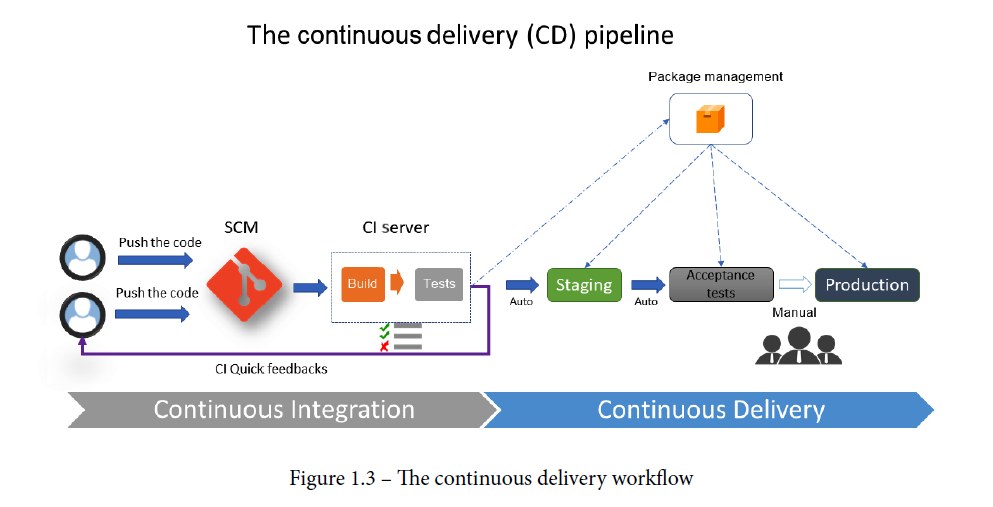 The continuous delivery (CD) pipeline
Package management
SCM
CI server
Push the code
Push the code
Build
Tests
Auto
Staging
Auto
Acceptance
tests
Production
Manual
CI Quick feedbacks
Continuous Integration
Continuous Delivery
Figure 1.3 – The continuous delivery workflow